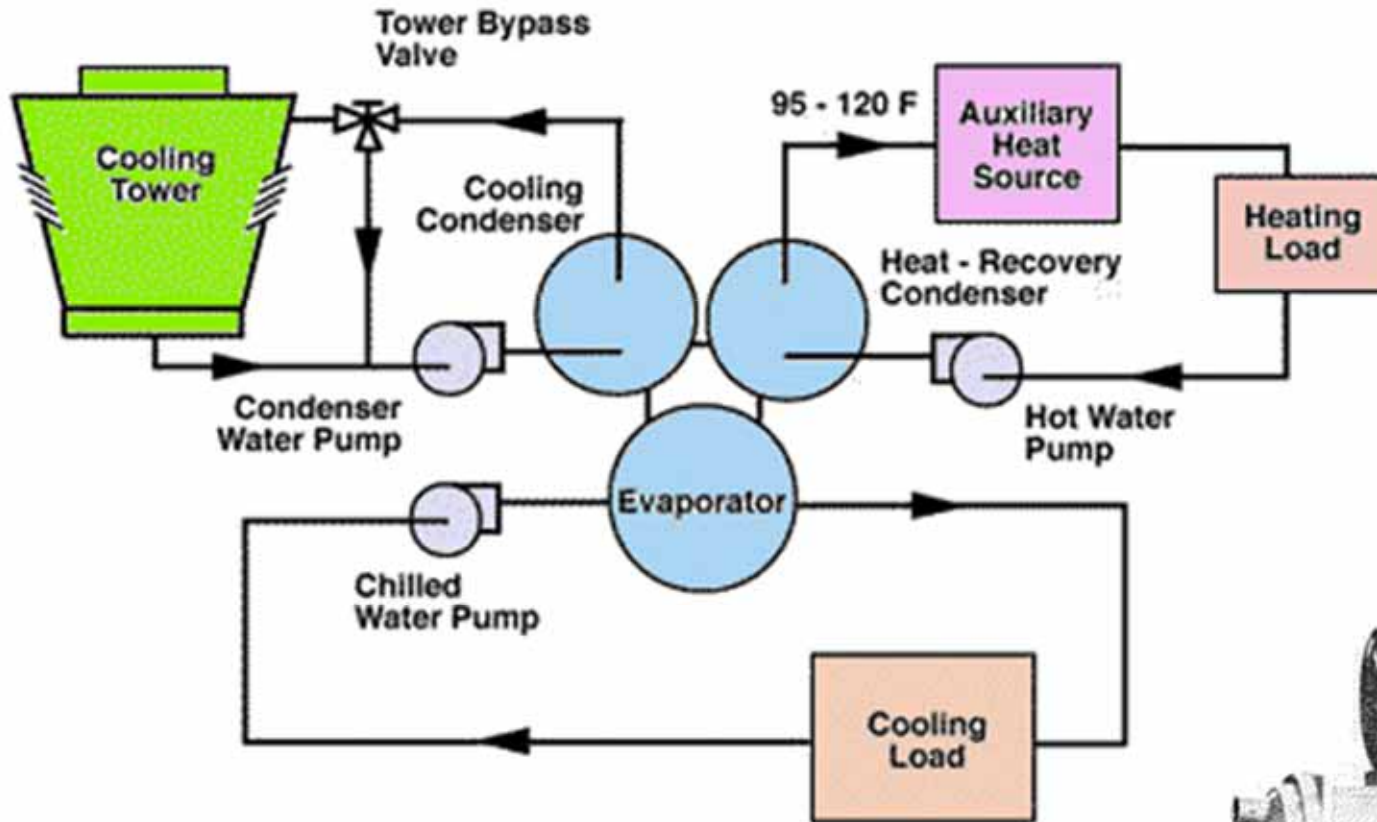 Tower Bypass
Valve
Cooling
Tower
95 - 120 F
Auxiliary
Heat
Source
Cooling
Condenser
Heating
Load
Heat - Recovery
Condenser
Condenser
Water Pump
Hot Water
Pump
Evaporator
Chilled
Water Pump
Cooling
Load